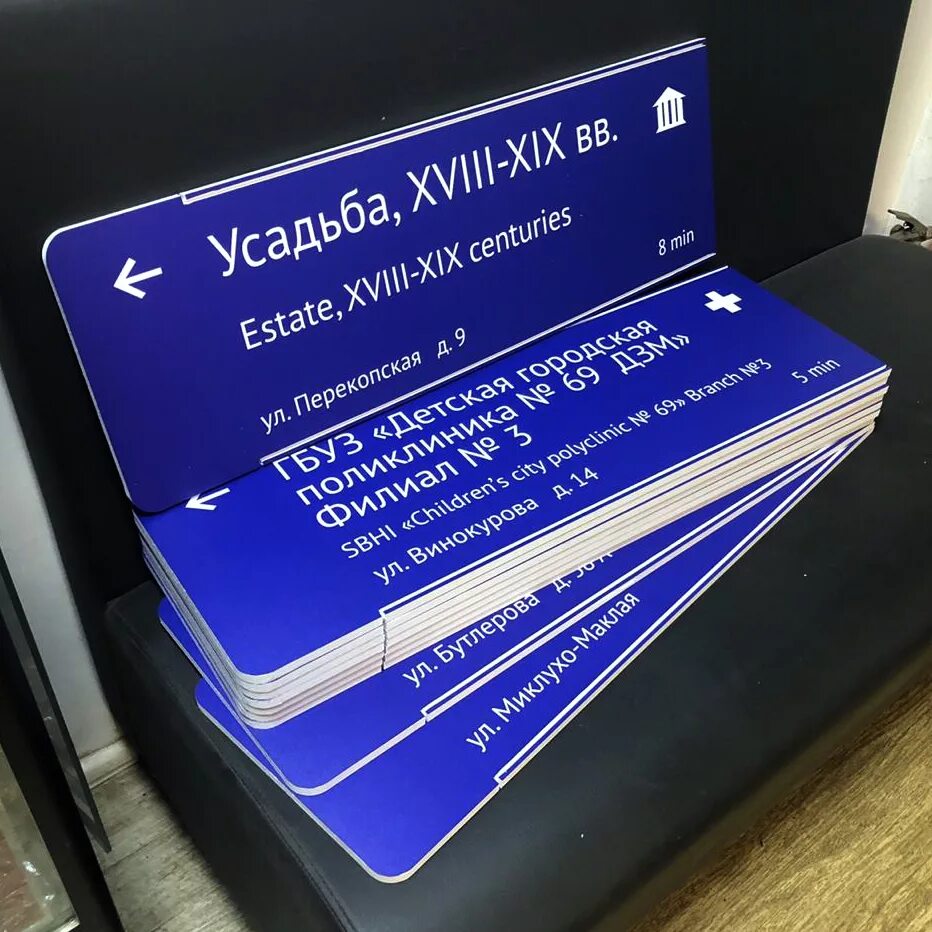 Усадьба, XVIII-XIX вв.
Estate, XVIII-XIX centuries
8 min
ул. Перекопская д. 9
ГБУЗ «Детская городская
поликлиника № 69 ДЗМ»
Филиал № 3
SBHI «Children's city polyclinic № 69» Branch №3
5 min
ул. Винокурова д. 14
ул. Бутлерова д.
ул. Миклухо-Маклая